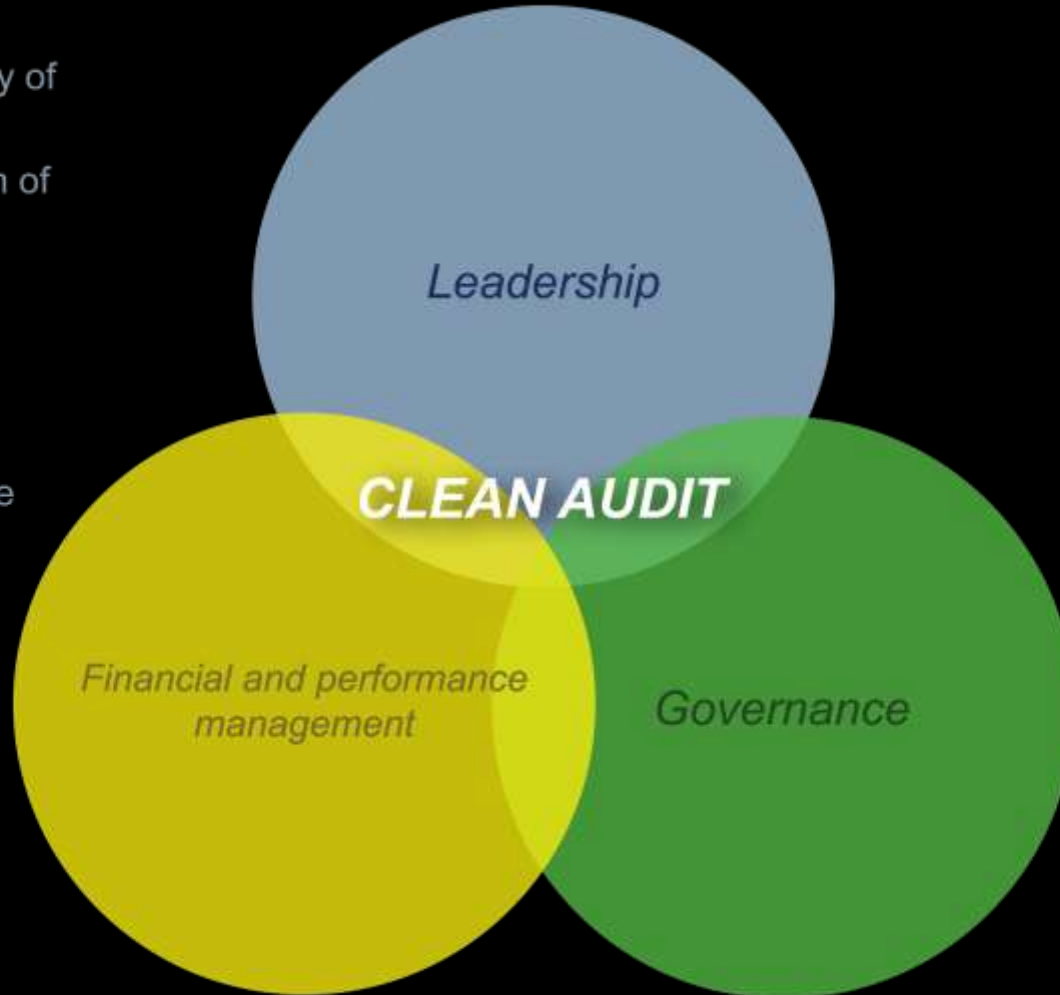 y of
of
Leadership
e
CLEAN AUDIT
Financial and performance
management
Governance